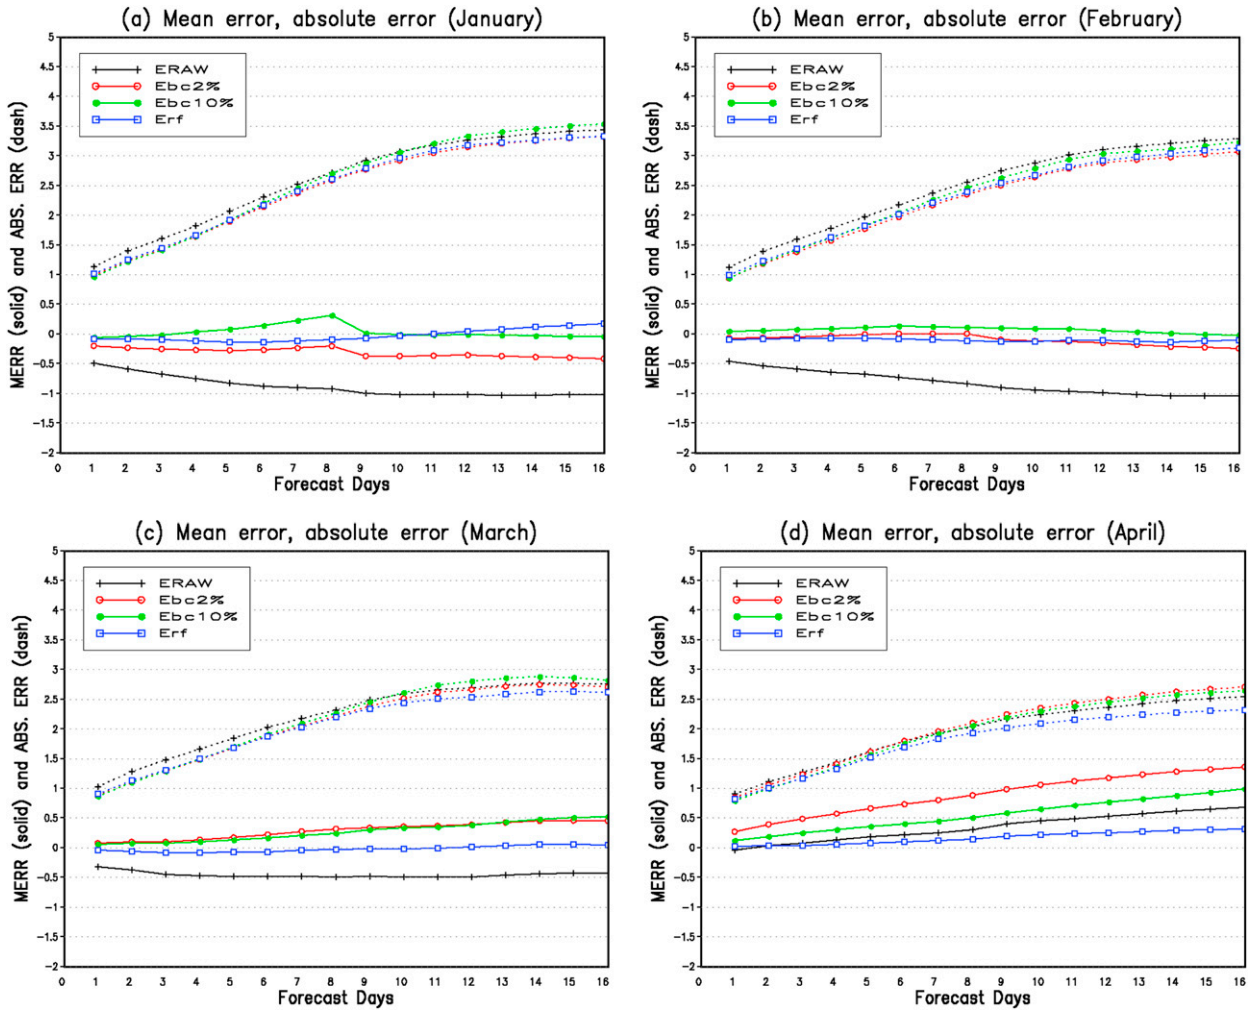 (a) Mean error, absolute error (January)
MERR (solid) and ABS. ERR (dash)
5
4.5
4
3.5
3
2.5
2
1.5
1
0.5
0
−0.5
−1
−1.5
−2
ERAW
Ebc2%
Ebc10%
Erf
0 1 2 3 4 5 6 7 8 9 10 11 12 13 14 15 16
Forecast Days
(b) Mean error, absolute error (February)
MERR (solid) and ABS. ERR (dash)
5
4.5
4
3.5
3
2.5
2
1.5
1
0.5
0
−0.5
−1
−1.5
−2
ERAW
Ebc2%
Ebc10%
Erf
0 1 2 3 4 5 6 7 8 9 10 11 12 13 14 15 16
Forecast Days
(c) Mean error, absolute error (March)
MERR (solid) and ABS. ERR (dash)
5
4.5
4
3.5
3
2.5
2
1.5
1
0.5
0
−0.5
−1
−1.5
−2
ERAW
Ebc2%
Ebc10%
Erf
0 1 2 3 4 5 6 7 8 9 10 11 12 13 14 15 16
Forecast Days
(d) Mean error, absolute error (April)
MERR (solid) and ABS. ERR (dash)
5
4.5
4
3.5
3
2.5
2
1.5
1
0.5
0
−0.5
−1
−1.5
−2
ERAW
Ebc2%
Ebc10%
Erf
0 1 2 3 4 5 6 7 8 9 10 11 12 13 14 15 16
Forecast Days